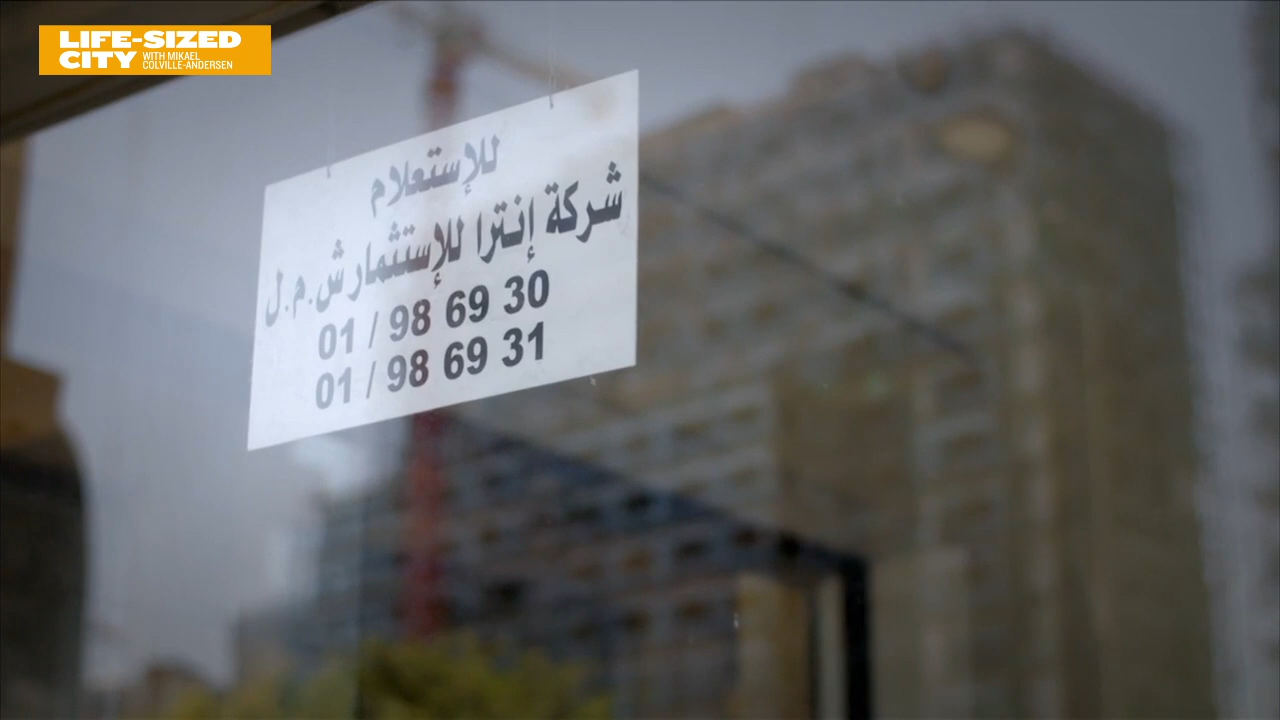 LIFE-SIZED
CITY WITH MIKAEL
COLVILLE-ANDERSEN
للإستعلام
شركة إنترا للإستثمار ش.م.ل
01 / 98 69 30
01 / 98 69 31